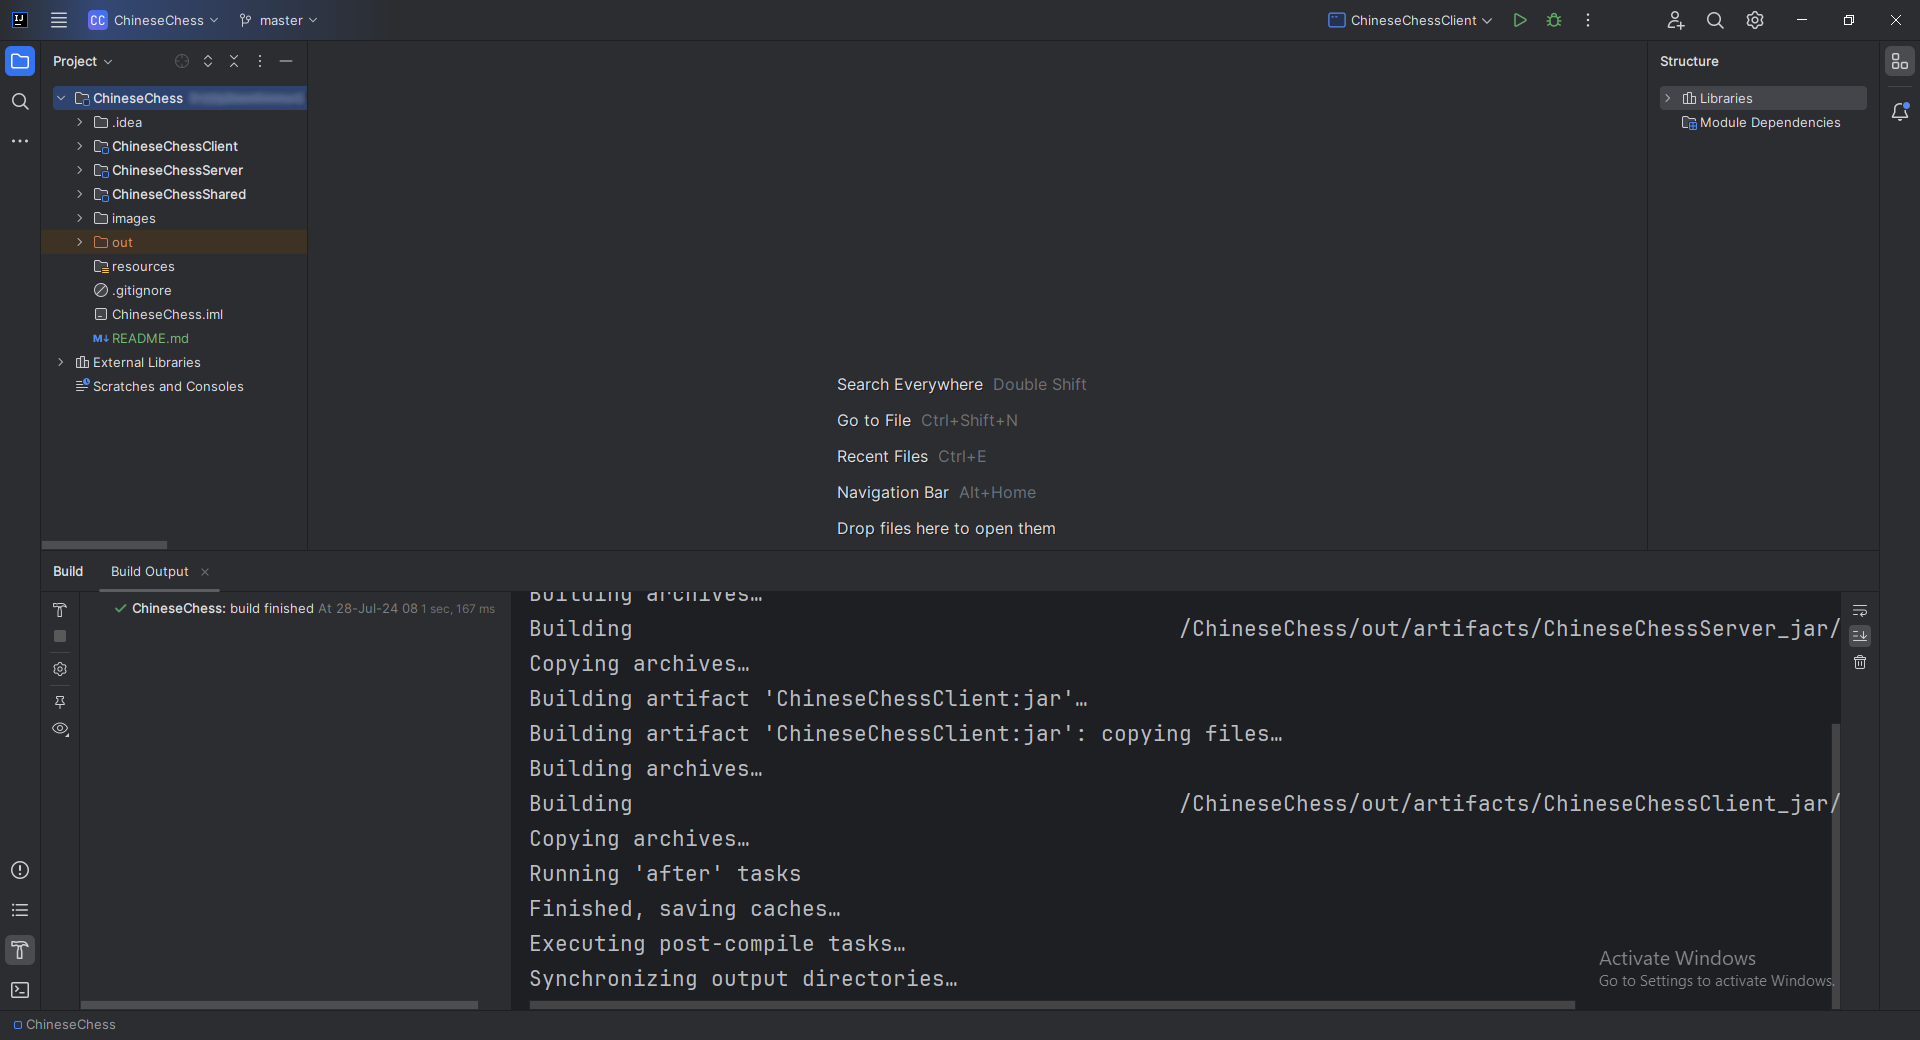 CC ChineseChess master ChineseChessClient
Project
ChineseChess
.idea
ChineseChessClient
ChineseChessServer
ChineseChessShared
images
out
resources
.gitignore
ChineseChess.iml
M↓ README.md
External Libraries
Scratches and Consoles
Search Everywhere Double Shift
Go to File Ctrl+Shift+N
Recent Files Ctrl+E
Navigation Bar Alt+Home
Drop files here to open them
Structure
Libraries
Module Dependencies
Build Build Output
ChineseChess: build finished At 28-Jul-24 08 1 sec, 167 ms
Building archives…
Building /ChineseChess/out/artifacts/ChineseChessServer_jar/
Copying archives…
Building artifact 'ChineseChessClient:jar'…
Building artifact 'ChineseChessClient:jar': copying files…
Building archives…
Building /ChineseChess/out/artifacts/ChineseChessClient_jar/
Copying archives…
Running 'after' tasks
Finished, saving caches…
Executing post-compile tasks…
Synchronizing output directories…
Activate Windows
Go to Settings to activate Windows.
ChineseChess